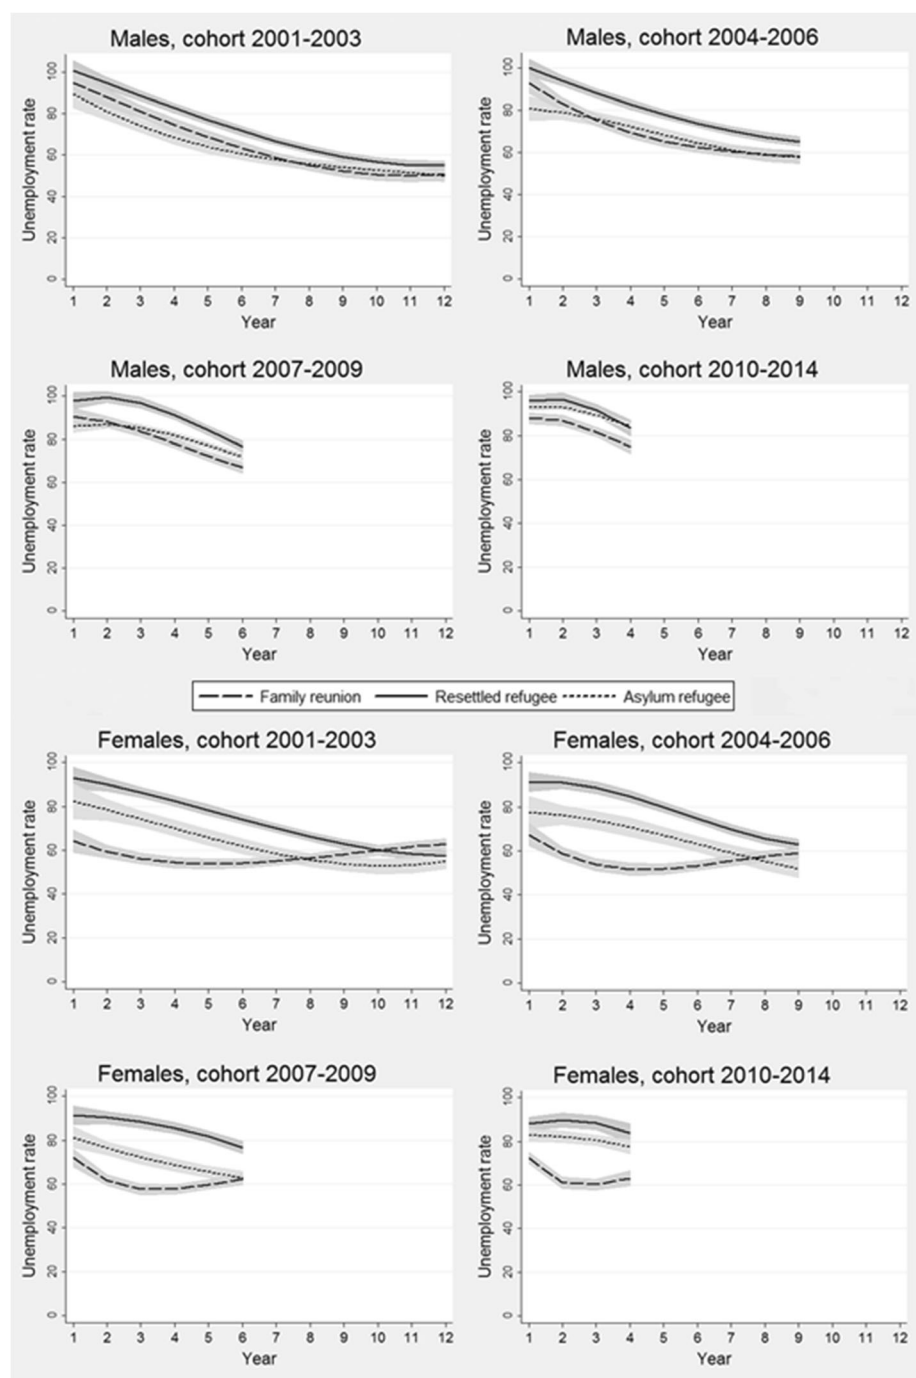 Males, cohort 2001-2003
Males, cohort 2004-2006
Unemployment rate
100
80
60
40
20
0
1 2 3 4 5 6 7 8 9 10 11 12
Year
Unemployment rate
100
80
60
40
20
0
1 2 3 4 5 6 7 8 9 10 11 12
Year
Males, cohort 2007-2009
Males, cohort 2010-2014
Unemployment rate
100
80
60
40
20
0
1 2 3 4 5 6 7 8 9 10 11 12
Year
Unemployment rate
100
80
60
40
20
0
1 2 3 4 5 6 7 8 9 10 11 12
Year
Family reunion Resettled refugee Asylum refugee
Females, cohort 2001-2003
Females, cohort 2004-2006
Unemployment rate
100
80
60
40
20
0
1 2 3 4 5 6 7 8 9 10 11 12
Year
Unemployment rate
100
80
60
40
20
0
1 2 3 4 5 6 7 8 9 10 11 12
Year
Females, cohort 2007-2009
Females, cohort 2010-2014
Unemployment rate
100
80
60
40
20
0
1 2 3 4 5 6 7 8 9 10 11 12
Year
Unemployment rate
100
80
60
40
20
0
1 2 3 4 5 6 7 8 9 10 11 12
Year